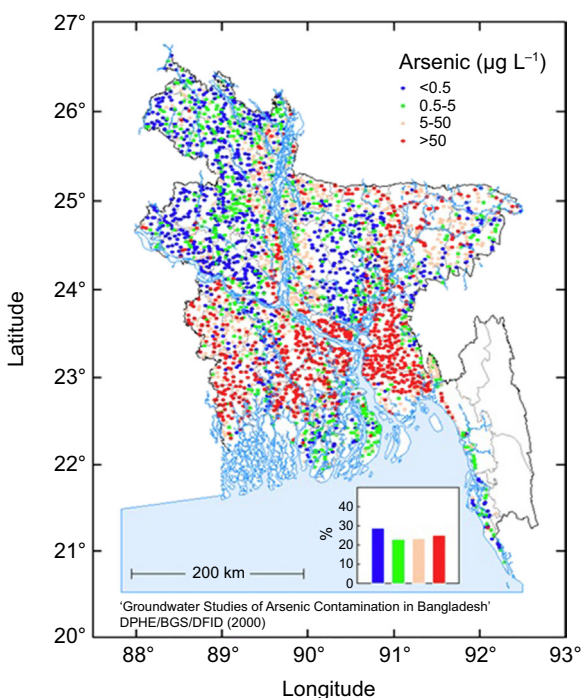 27°
26°
25°
24°
23°
22°
21°
20°
Latitude
Arsenic (µg L⁻¹)
<0.5
0.5-5
5-50
>50
40
30
20
10
0
%
200 km
'Groundwater Studies of Arsenic Contamination in Bangladesh'
DPHE/BGS/DFID (2000)
88° 89° 90° 91° 92° 93°
Longitude